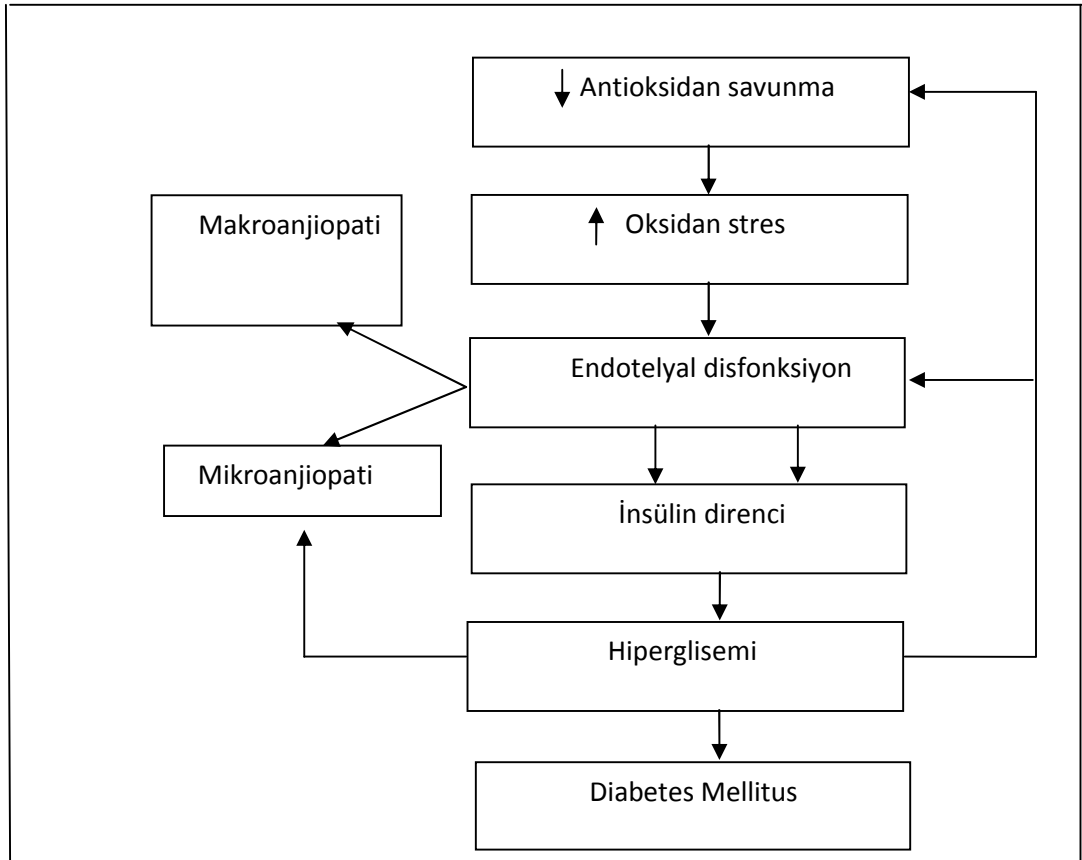 ↓ Antioksidan savunma
Makroanjiopati
↑ Oksidan stres
Endotelyal disfonksiyon
Mikroanjiopati
İnsülin direnci
Hiperglisemi
Diabetes Mellitus